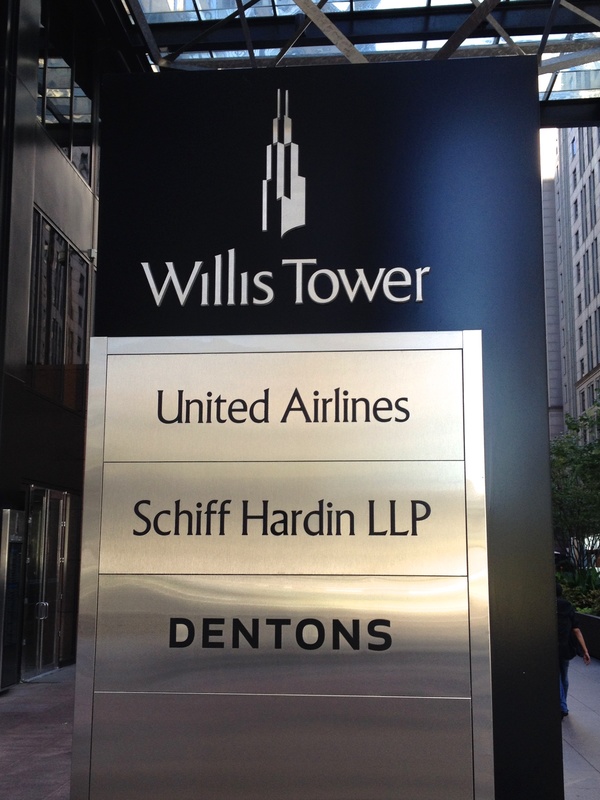 Willis Tower
United Airlines
Schiff Hardin LLP
DENTONS